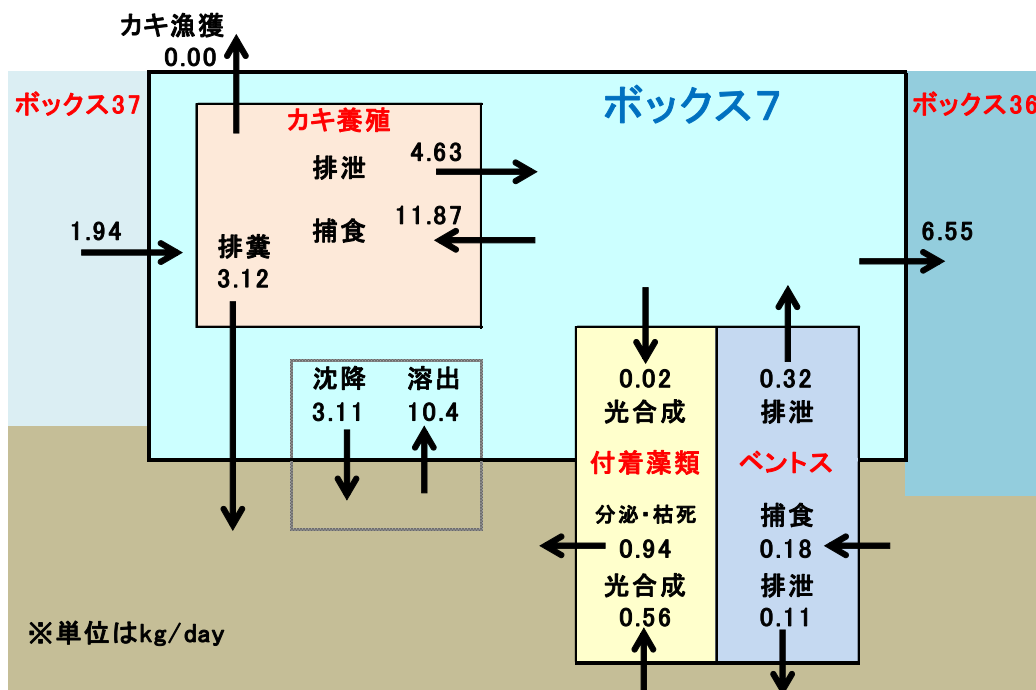 カキ漁獲
0.00
ボックス37
ボックス7
ボックス36
カキ養殖
排泄
4.63
捕食
11.87
1.94
排糞
3.12
6.55
沈降
3.11
溶出
10.4
0.02
光合成
0.32
排泄
付着藻類
ベントス
分泌・枯死
0.94
光合成
0.56
捕食
0.18
排泄
0.11
※単位はkg/day